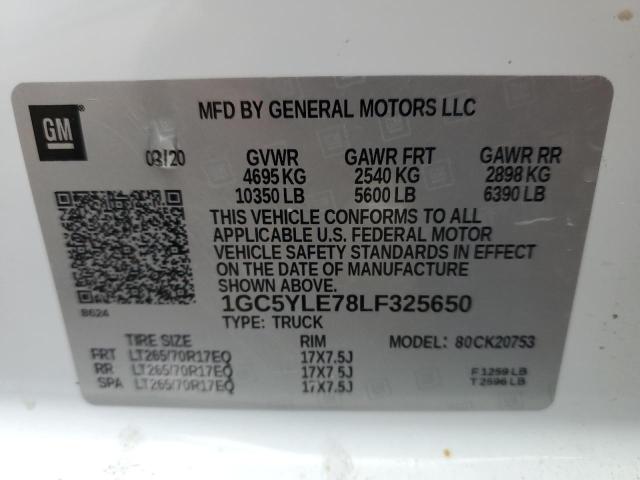 GM
MFD BY GENERAL MOTORS LLC
03/20 GVWR GAWR FRT GAWR RR
4695 KG 2540 KG 2898 KG
10350 LB 5600 LB 6390 LB
THIS VEHICLE CONFORMS TO ALL
APPLICABLE U.S. FEDERAL MOTOR
VEHICLE SAFETY STANDARDS IN EFFECT
ON THE DATE OF MANUFACTURE
SHOWN ABOVE.
8624
1GC5YLE78LF325650
TYPE: TRUCK
TIRE SIZE RIM MODEL: 80CK20753
FRT LT265/70R17EQ 17X7.5J
RR LT265/70R17EQ 17X7.5J F 1259 LB
SPA LT265/70R17EQ 17X7.5J T 2596 LB